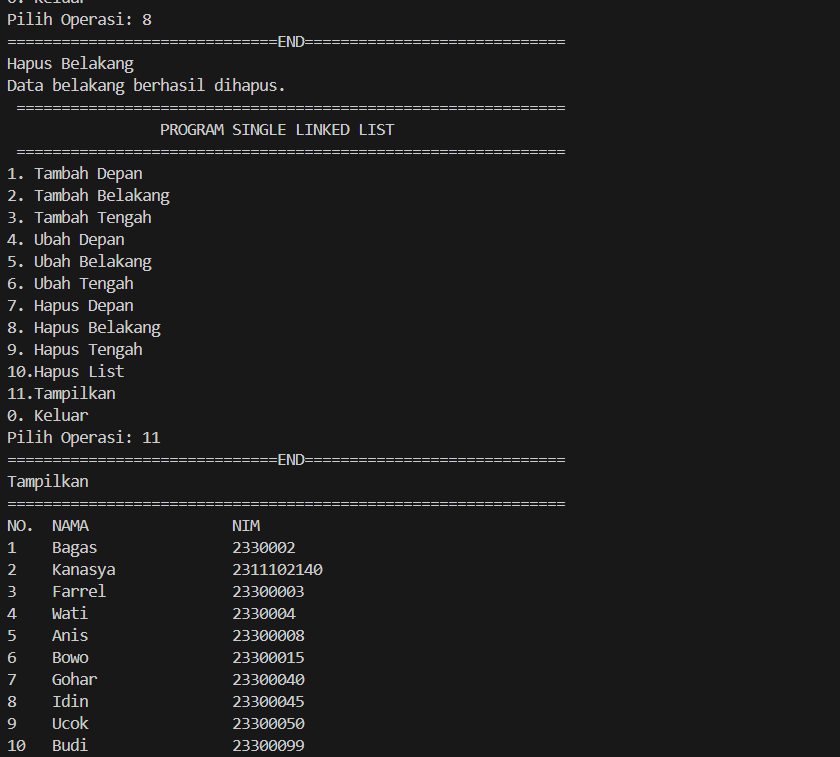 0. Keluar
Pilih Operasi: 8
==============================END=============================
Hapus Belakang
Data belakang berhasil dihapus.
=============================================================
PROGRAM SINGLE LINKED LIST
=============================================================
1. Tambah Depan
2. Tambah Belakang
3. Tambah Tengah
4. Ubah Depan
5. Ubah Belakang
6. Ubah Tengah
7. Hapus Depan
8. Hapus Belakang
9. Hapus Tengah
10.Hapus List
11.Tampilkan
0. Keluar
Pilih Operasi: 11
==============================END=============================
Tampilkan
==============================================================
NO. NAMA NIM
1 Bagas 2330002
2 Kanasya 2311102140
3 Farrel 23300003
4 Wati 2330004
5 Anis 23300008
6 Bowo 23300015
7 Gohar 23300040
8 Idin 23300045
9 Ucok 23300050
10 Budi 23300099